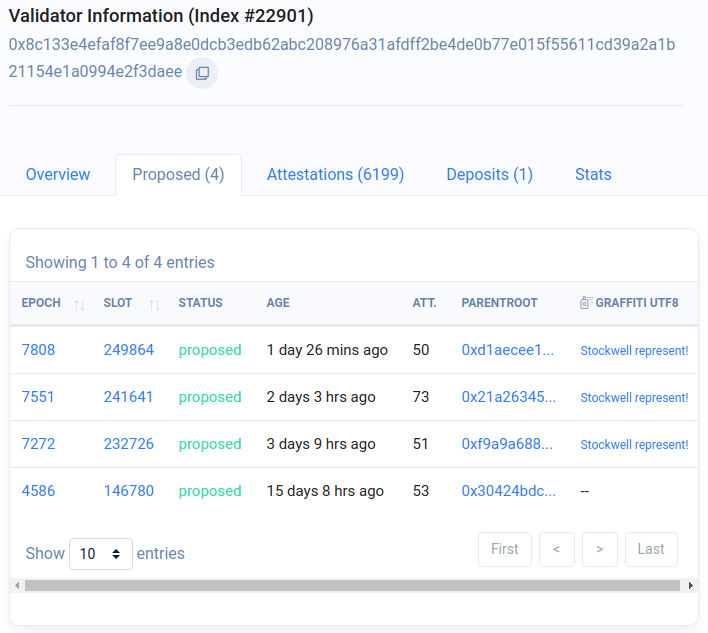 Validator Information (Index #22901)
0x8c133e4efaf8f7ee9a8e0dcb3edb62abc208976a31afdff2be4de0b77e015f55611cd39a2a1b
21154e1a0994e2f3daee
Overview Proposed (4) Attestations (6199) Deposits (1) Stats
Showing 1 to 4 of 4 entries
EPOCH SLOT STATUS AGE ATT. PARENTROOT GRAFFITI UTF8
7808 249864 proposed 1 day 26 mins ago 50 0xd1aecee1... Stockwell represent!
7551 241641 proposed 2 days 3 hrs ago 73 0x21a26345... Stockwell represent!
7272 232726 proposed 3 days 9 hrs ago 51 0xf9a9a688... Stockwell represent!
4586 146780 proposed 15 days 8 hrs ago 53 0x30424bdc... --
Show 10 entries First < > Last